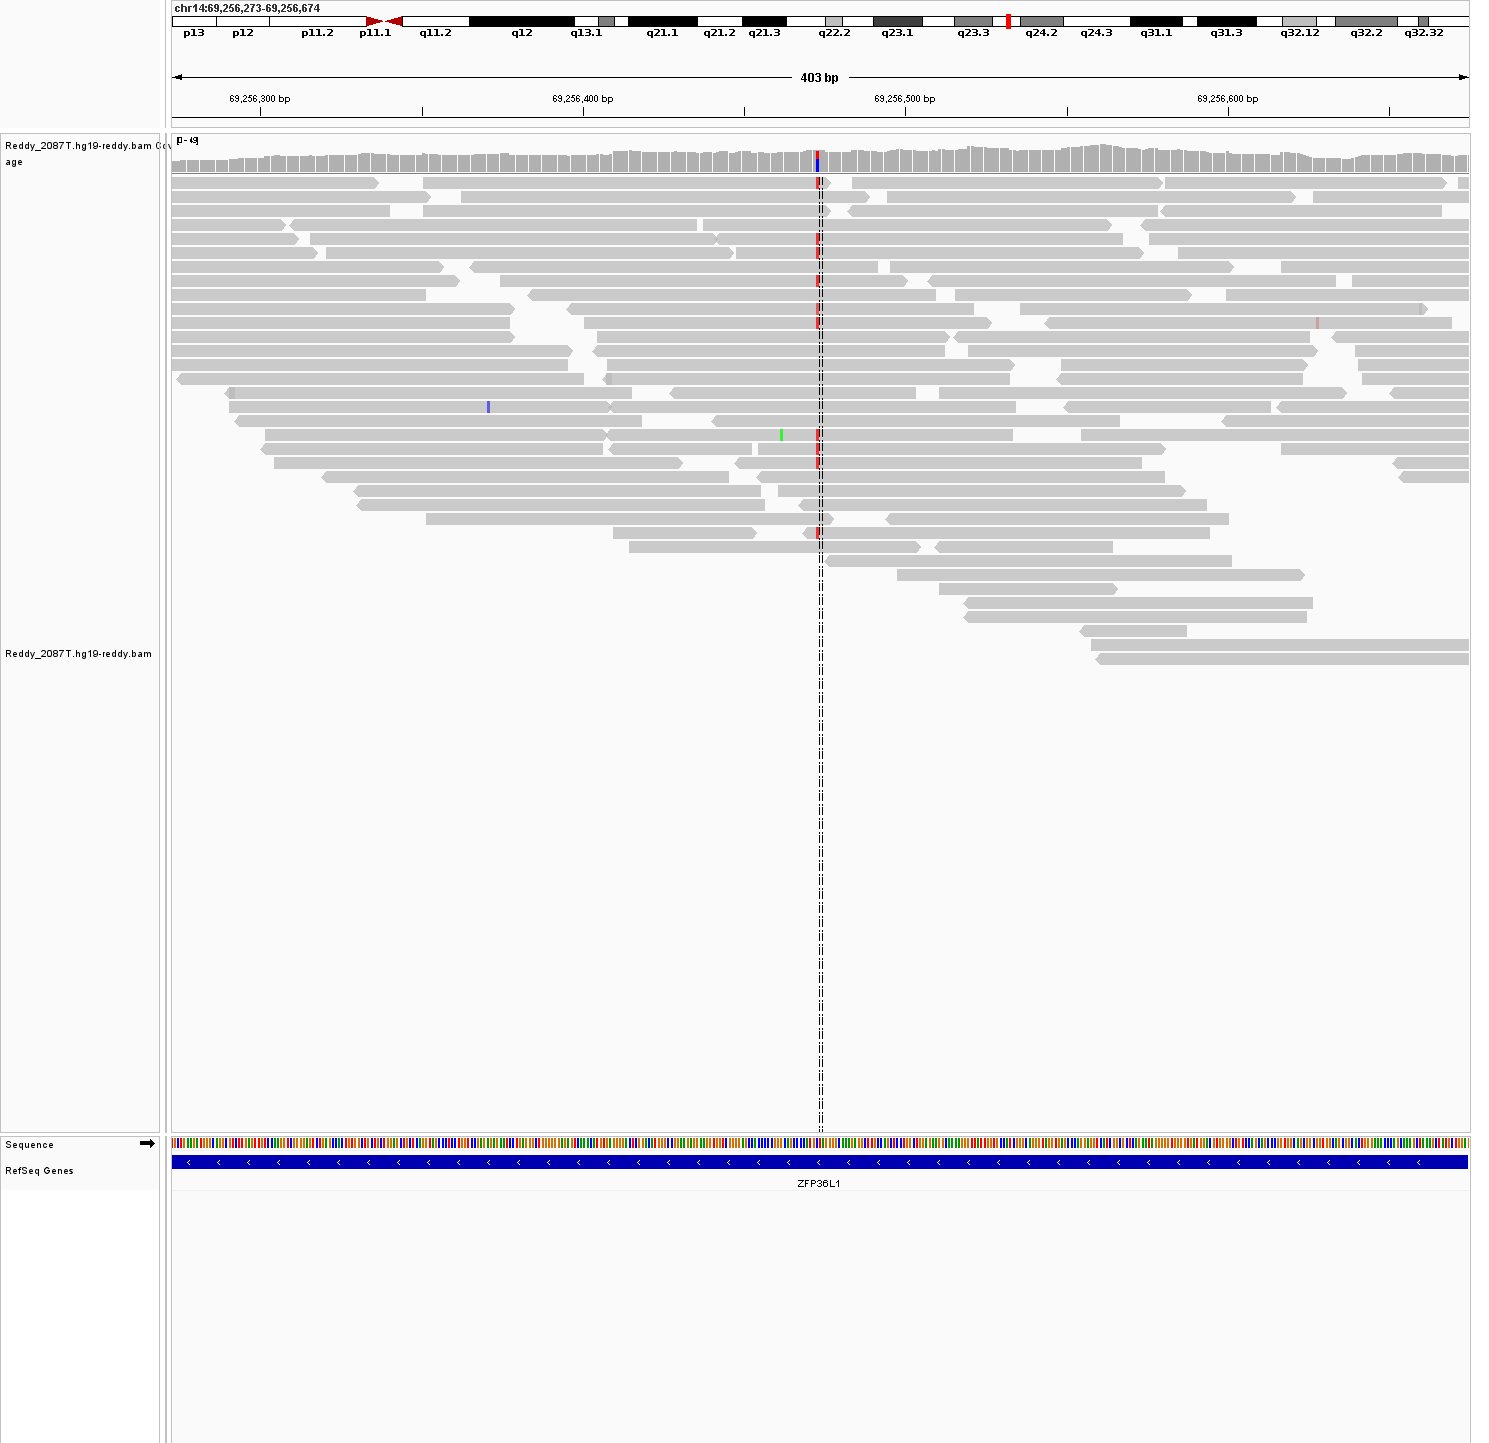 chr14:69,256,273-69,256,674
p13 p12 p11.2 p11.1 q11.2 q12 q13.1 q21.1 q21.2 q21.3 q22.2 q23.1 q23.3 q24.2 q24.3 q31.1 q31.3 q32.12 q32.2 q32.32
403 bp
69,256,300 bp 69,256,400 bp 69,256,500 bp 69,256,600 bp
Reddy_2087T.hg19-reddy.bam Cov
age
Reddy_2087T.hg19-reddy.bam
Sequence
RefSeq Genes
ZFP36L1